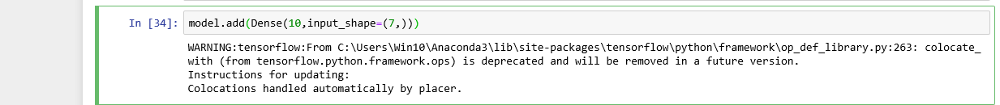 In [34]: model.add(Dense(10,input_shape=(7,)))
WARNING:tensorflow:From C:\Users\Win10\Anaconda3\lib\site-packages\tensorflow\python\framework\op_def_library.py:263: colocate_
with (from tensorflow.python.framework.ops) is deprecated and will be removed in a future version.
Instructions for updating:
Colocations handled automatically by placer.